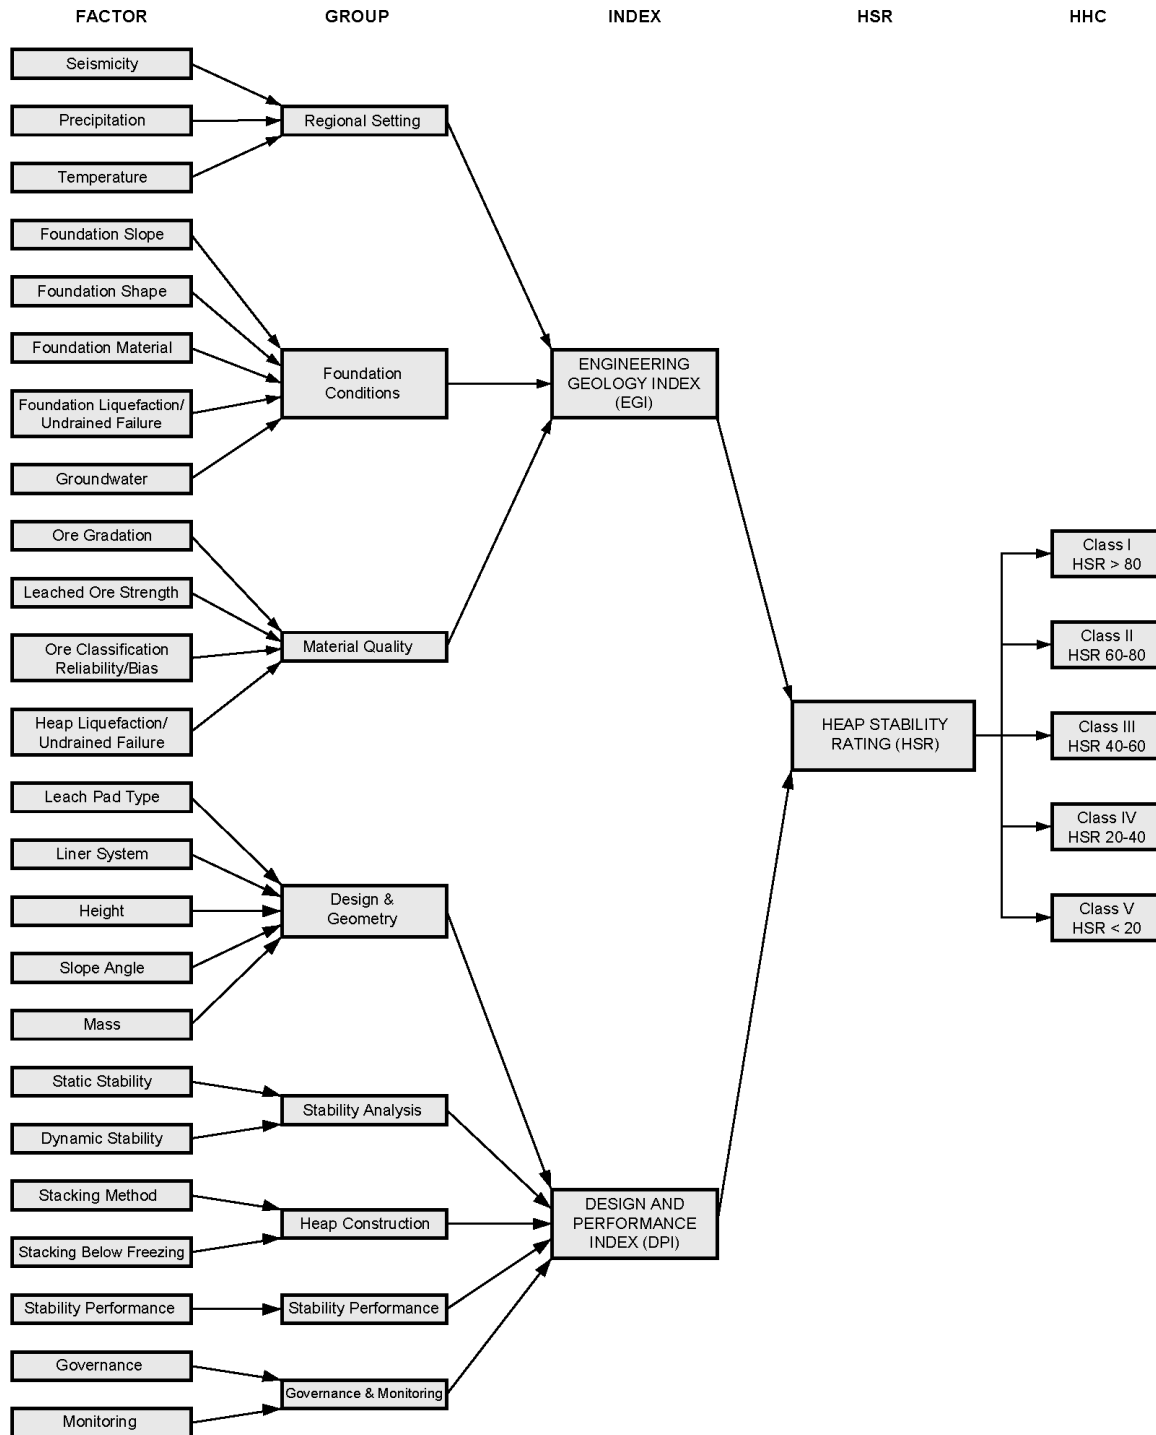 FACTOR
GROUP
INDEX
HSR
HHC
Seismicity
Precipitation
Temperature
Foundation Slope
Foundation Shape
Foundation Material
Foundation Liquefaction/
Undrained Failure
Groundwater
Ore Gradation
Leached Ore Strength
Ore Classification
Reliability/Bias
Heap Liquefaction/
Undrained Failure
Leach Pad Type
Liner System
Height
Slope Angle
Mass
Static Stability
Dynamic Stability
Stacking Method
Stacking Below Freezing
Stability Performance
Governance
Monitoring
Regional Setting
Foundation
Conditions
Material Quality
Design &
Geometry
Stability Analysis
Heap Construction
Stability Performance
Governance & Monitoring
ENGINEERING
GEOLOGY INDEX
(EGI)
DESIGN AND
PERFORMANCE
INDEX (DPI)
HEAP STABILITY
RATING (HSR)
Class I
HSR > 80
Class II
HSR 60-80
Class III
HSR 40-60
Class IV
HSR 20-40
Class V
HSR < 20